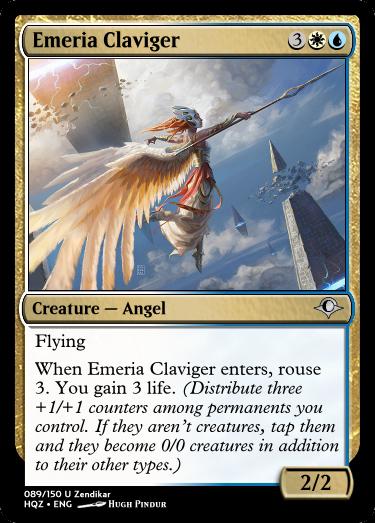 Emeria Claviger 3
Creature — Angel
Flying
When Emeria Claviger enters, rouse
3. You gain 3 life. (Distribute three
+1/+1 counters among permanents you
control. If they aren't creatures, tap them
and they become 0/0 creatures in addition
to their other types.)
2/2
089/150 U Zendikar
HQZ • ENG Hugh Pindur